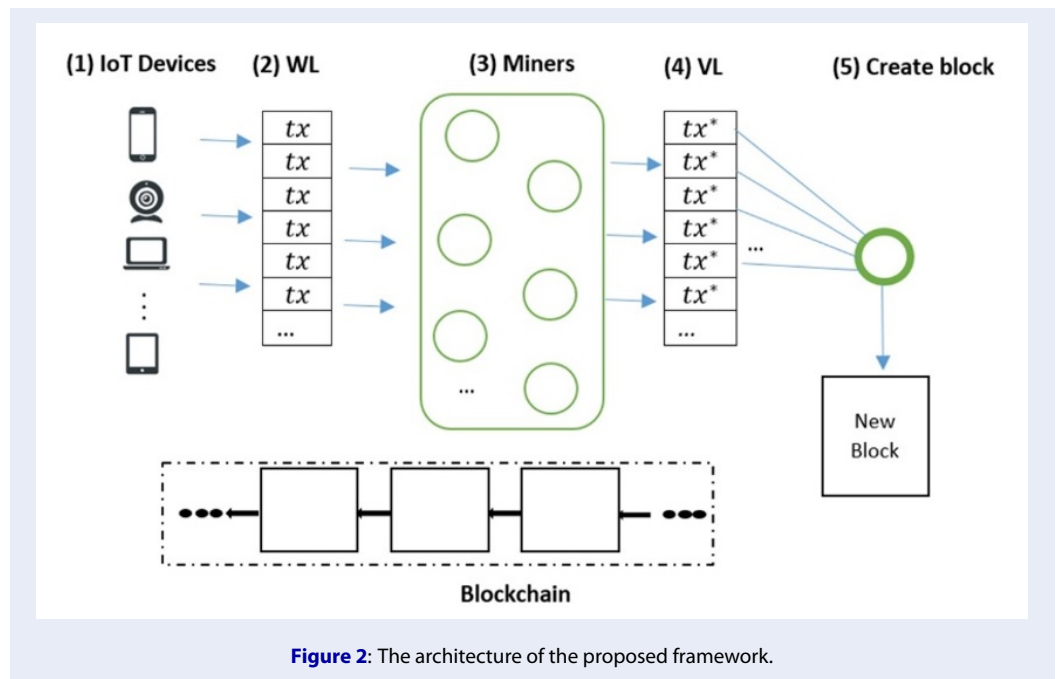 (1) IoT Devices (2) WL (3) Miners (4) VL (5) Create block
tx tx*
tx tx*
tx tx*
tx tx*
...
tx tx*
tx tx*
... ...
...
New
Block
Blockchain
Figure 2: The architecture of the proposed framework.